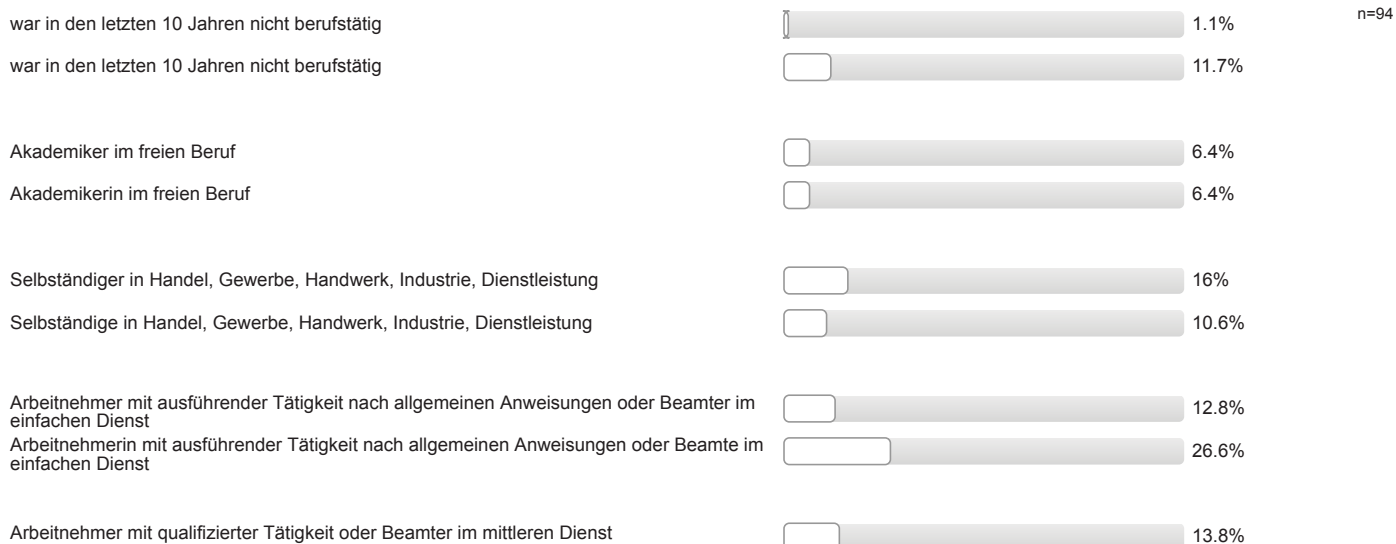 war in den letzten 10 Jahren nicht berufstätig 1.1% n=94
war in den letzten 10 Jahren nicht berufstätig 11.7%
Akademiker im freien Beruf 6.4%
Akademikerin im freien Beruf 6.4%
Selbständiger in Handel, Gewerbe, Handwerk, Industrie, Dienstleistung 16%
Selbständige in Handel, Gewerbe, Handwerk, Industrie, Dienstleistung 10.6%
Arbeitnehmer mit ausführender Tätigkeit nach allgemeinen Anweisungen oder Beamter im
einfachen Dienst 12.8%
Arbeitnehmerin mit ausführender Tätigkeit nach allgemeinen Anweisungen oder Beamte im
einfachen Dienst 26.6%
Arbeitnehmer mit qualifizierter Tätigkeit oder Beamter im mittleren Dienst 13.8%